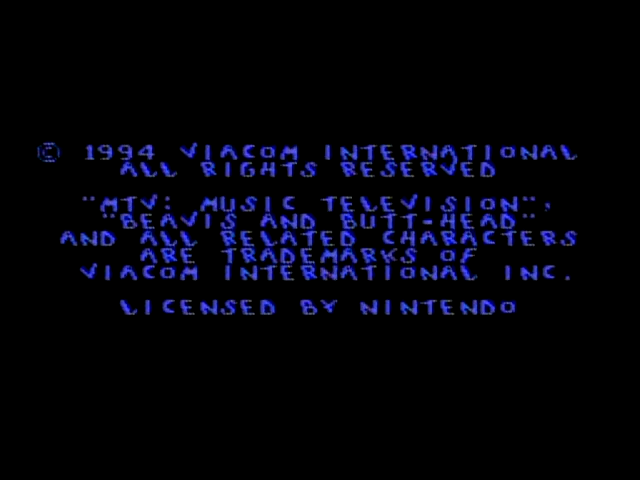 © 1994 VIACOM INTERNATIONAL
ALL RIGHTS RESERVED
"MTV: MUSIC TELEVISION",
"BEAVIS AND BUTT-HEAD"
AND ALL RELATED CHARACTERS
ARE TRADEMARKS OF
VIACOM INTERNATIONAL INC.
LICENSED BY NINTENDO